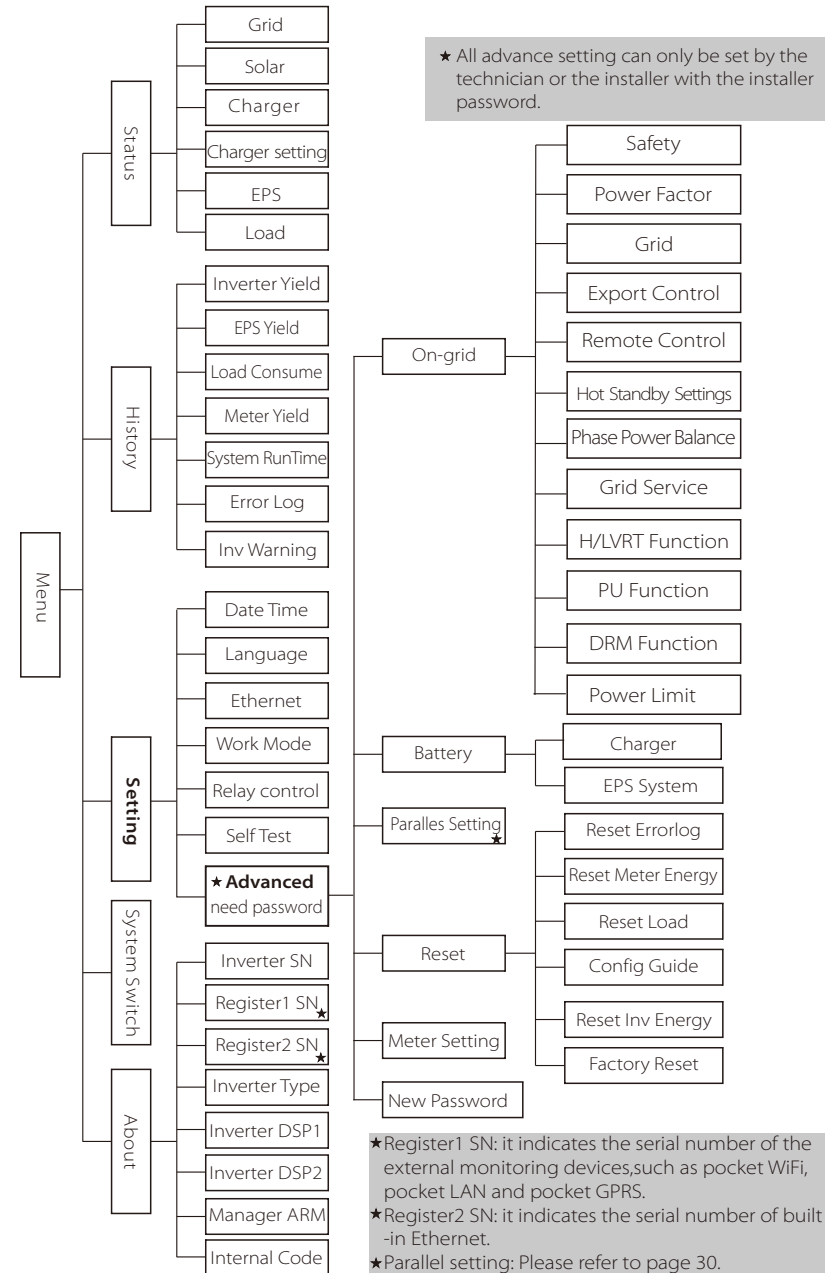 Grid
Solar
Charger
Charger setting
EPS
Load
Status
Inverter Yield
EPS Yield
Load Consume
Meter Yield
System RunTime
Error Log
Inv Warning
History
Menu
Date Time
Language
Ethernet
Work Mode
Relay control
Self Test
★ Advanced
need password
Setting
System Switch
Inverter SN
Register1 SN★
Register2 SN★
Inverter Type
Inverter DSP1
Inverter DSP2
Manager ARM
Internal Code
About
★ All advance setting can only be set by the
technician or the installer with the installer
password.
On-grid
Safety
Power Factor
Grid
Export Control
Remote Control
Hot Standby Settings
Phase Power Balance
Grid Service
H/LVRT Function
PU Function
DRM Function
Power Limit
Battery
Charger
EPS System
Paralles Setting★
Reset
Reset Errorlog
Reset Meter Energy
Reset Load
Config Guide
Reset Inv Energy
Factory Reset
Meter Setting
New Password
★Register1 SN: it indicates the serial number of the
external monitoring devices,such as pocket WiFi,
pocket LAN and pocket GPRS.
★Register2 SN: it indicates the serial number of built
-in Ethernet.
★Parallel setting: Please refer to page 30.